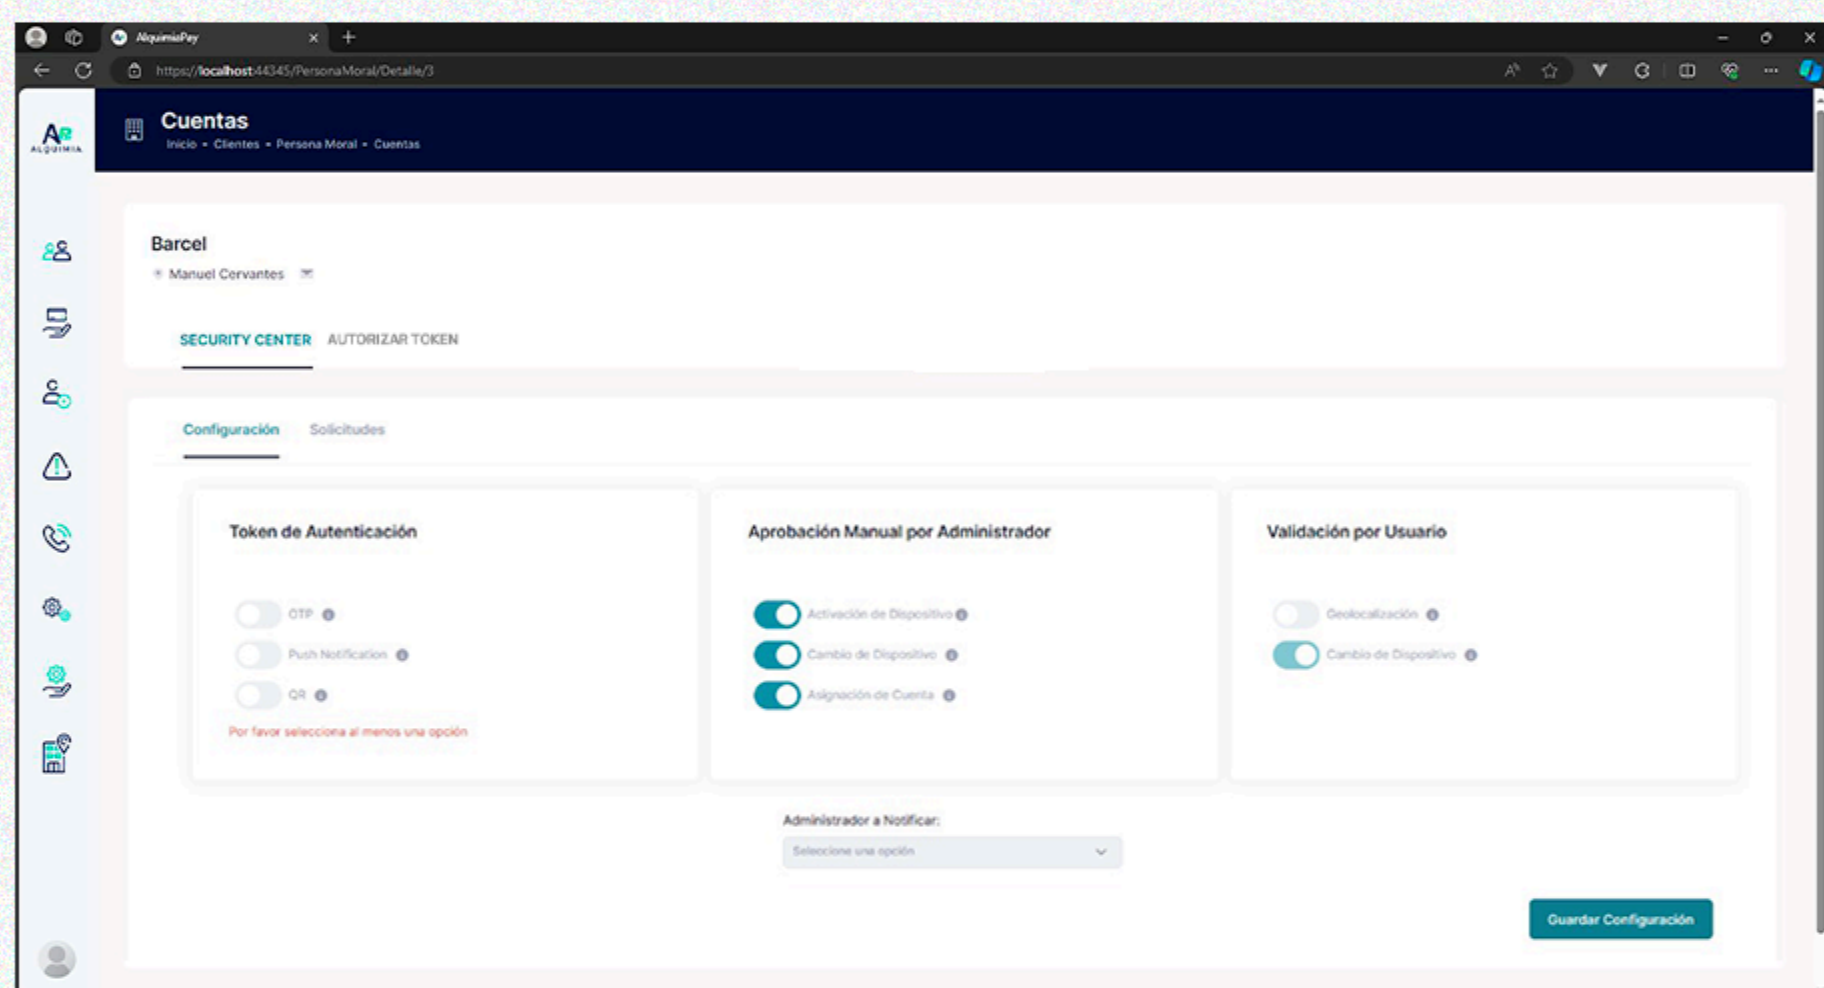 AlquimiaPay
https://localhost:44345/PersonaMoral/Detalle/3
ALQUIMIA
Cuentas
Inicio - Clientes - Persona Moral - Cuentas
Barcel
Manuel Cervantes
SECURITY CENTER AUTORIZAR TOKEN
Configuración Solicitudes
Token de Autenticación
OTP
Push Notification
QR
Por favor selecciona al menos una opción
Aprobación Manual por Administrador
Activación de Dispositivo
Cambio de Dispositivo
Asignación de Cuenta
Validación por Usuario
Geolocalización
Cambio de Dispositivo
Administrador a Notificar:
Seleccione una opción
Guardar Configuración